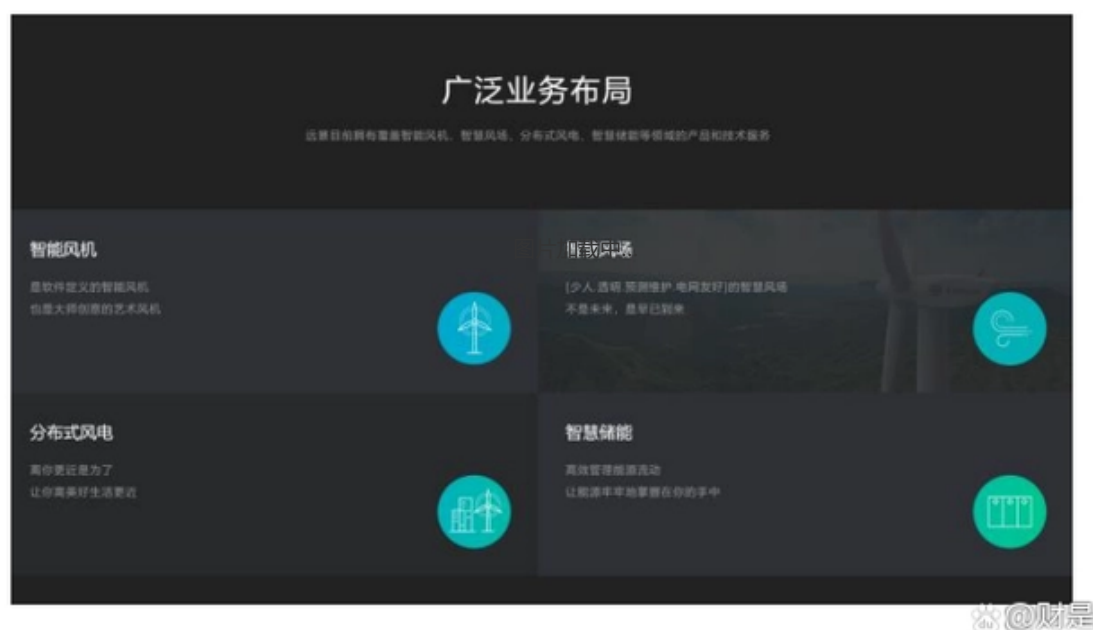 广泛业务布局
远景目前拥有覆盖智能风机、智慧风场、分布式风电、智慧储能等领域的产品和技术服务
智能风机
是软件定义的智能风机
也是大师创意的艺术风机
[少人.透明.预测维护.电网友好]的智慧风场
不是未来，是早已到来
分布式风电
离你更近是为了
让你离美好生活更近
智慧储能
高效管理能源流动
让能源牢牢地掌握在你的手中
du @财是